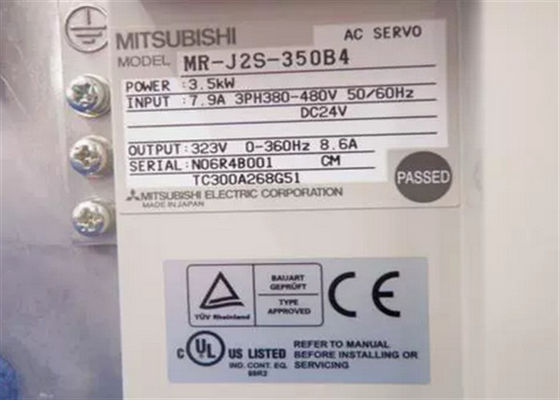 MITSUBISHI AC SERVO
MODEL MR-J2S-350B4
POWER : 3.5kW
INPUT : 7.9A 3PH380-480V 50/60Hz
DC24V
OUTPUT: 323V 0-360Hz 8.6A
SERIAL: N06R4B001 CM
TC300A268G51
PASSED
MITSUBISHI ELECTRIC CORPORATION
MADE IN JAPAN
TÜV Rheinland
BAUART
GEPRÜFT
TYPE
APPROVED
CE
C UL US LISTED
IND. CONT. EQ.
REFER TO MANUAL
BEFORE INSTALLING OR
SERVICING